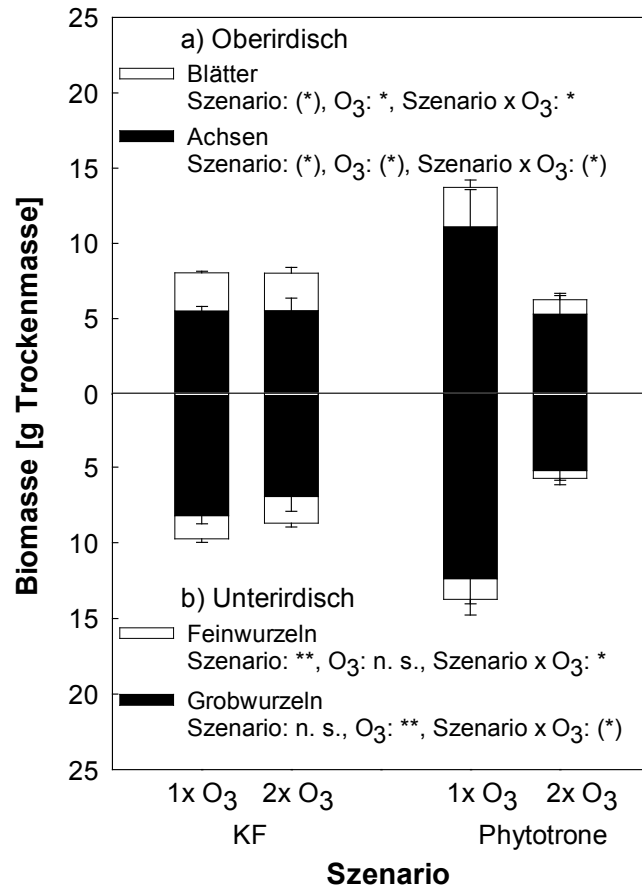 25
a) Oberirdisch
Blätter
Szenario: (*), O3: *, Szenario x O3: *
20
Achsen
Szenario: (*), O3: (*), Szenario x O3: (*)
15
10
5
0
5
10
b) Unterirdisch
15
Feinwurzeln
Szenario: **, O3: n. s., Szenario x O3: *
20
Grobwurzeln
Szenario: n. s., O3: **, Szenario x O3: (*)
25
Biomasse [g Trockenmasse]
1x O3 2x O3 1x O3 2x O3
KF Phytotrone
Szenario